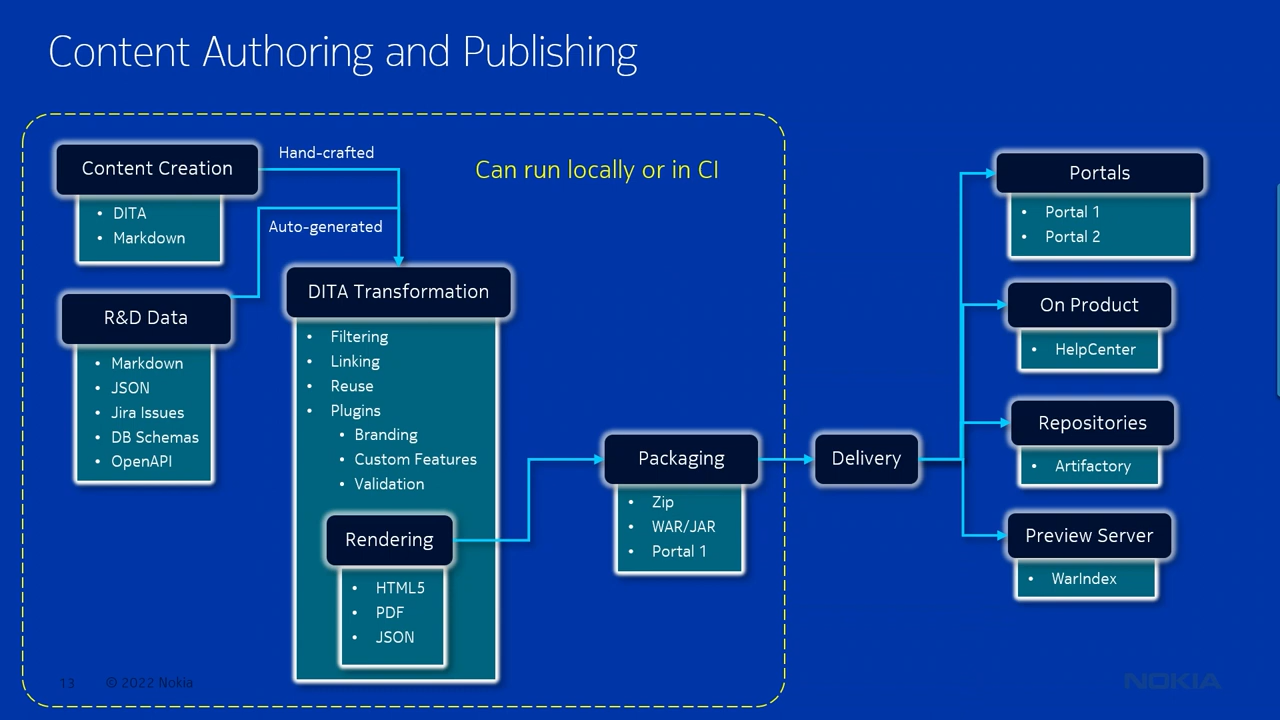 Content Authoring and Publishing
Can run locally or in CI
Content Creation
• DITA
• Markdown
Hand-crafted
Auto-generated
R&D Data
• Markdown
• JSON
• Jira Issues
• DB Schemas
• OpenAPI
DITA Transformation
• Filtering
• Linking
• Reuse
• Plugins
• Branding
• Custom Features
• Validation
Rendering
• HTML5
• PDF
• JSON
Packaging
• Zip
• WAR/JAR
• Portal 1
Delivery
Portals
• Portal 1
• Portal 2
On Product
• HelpCenter
Repositories
• Artifactory
Preview Server
• WarIndex
13 © 2022 Nokia
NOKIA